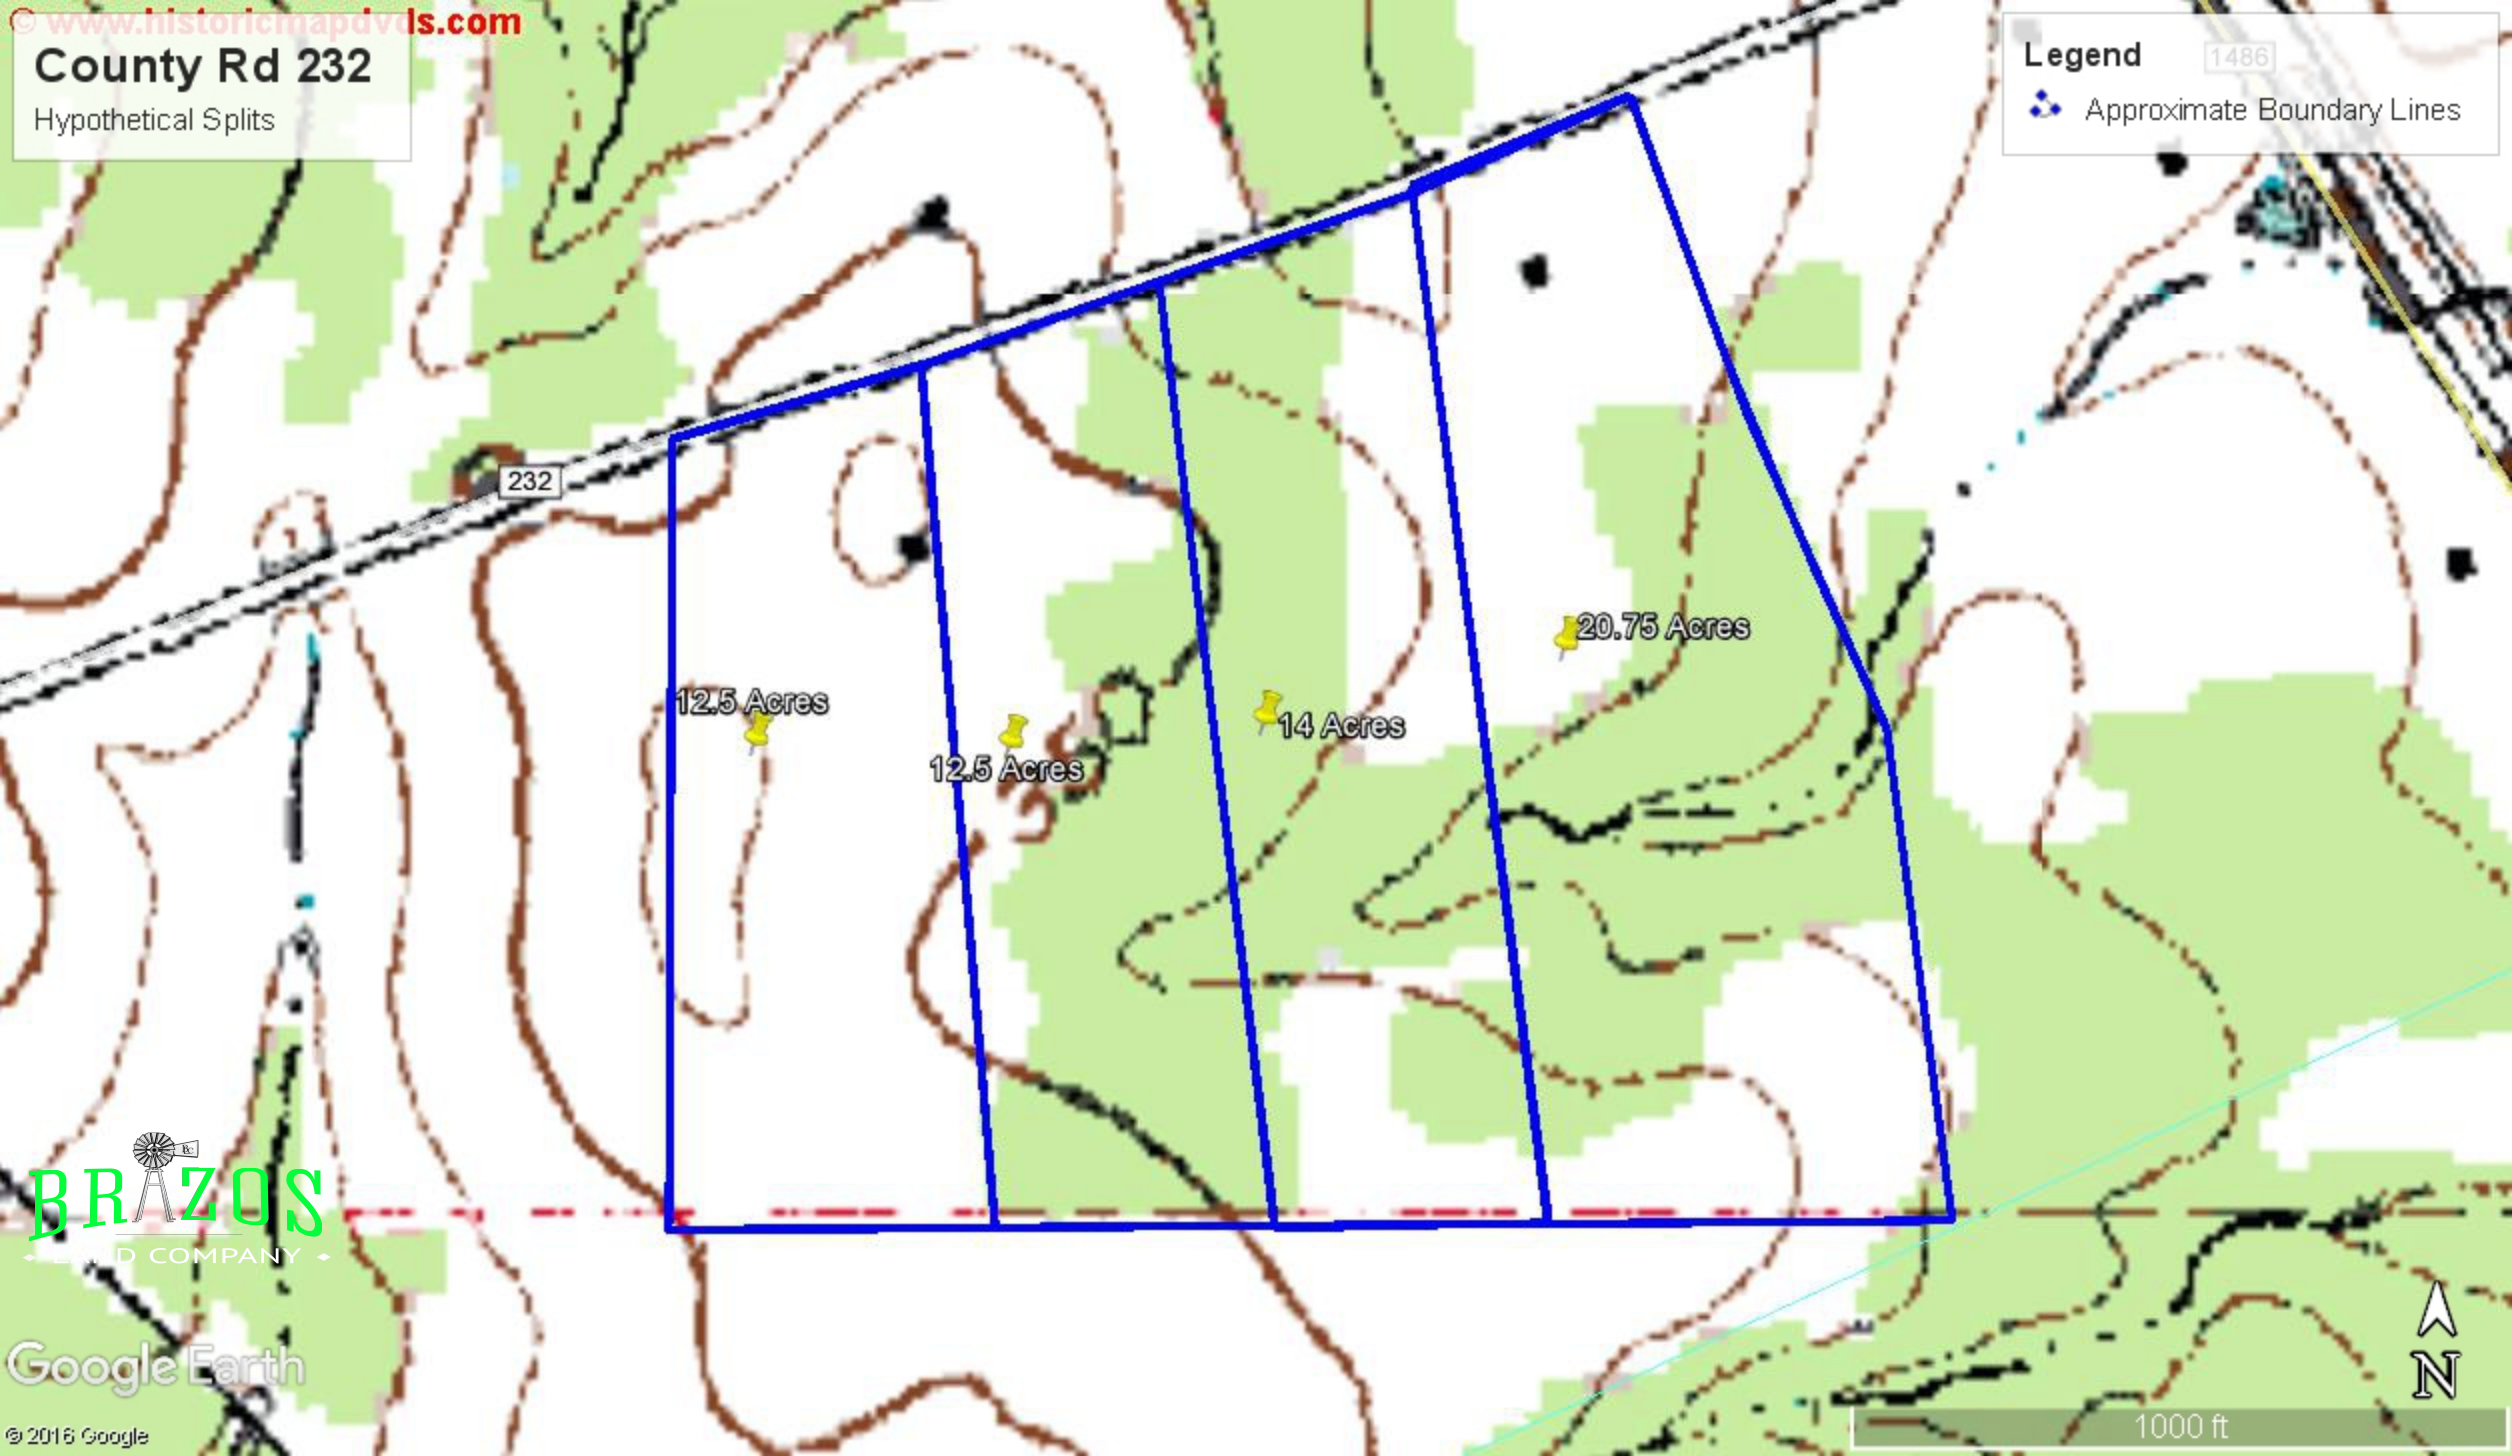 © www.historicmapdvds.com
County Rd 232
Hypothetical Splits
Legend
1486
Approximate Boundary Lines
232
20.75 Acres
12.5 Acres
14 Acres
12.5 Acres
BRAZOS
LAND COMPANY
Google Earth
© 2016 Google
N
1000 ft